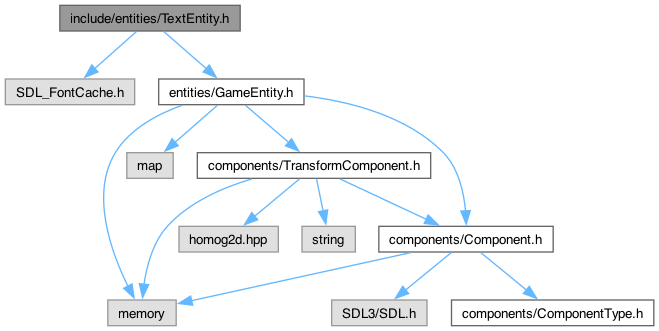 include/entities/TextEntity.h
SDL_FontCache.h
entities/GameEntity.h
map
components/TransformComponent.h
homog2d.hpp
string
components/Component.h
memory
SDL3/SDL.h
components/ComponentType.h